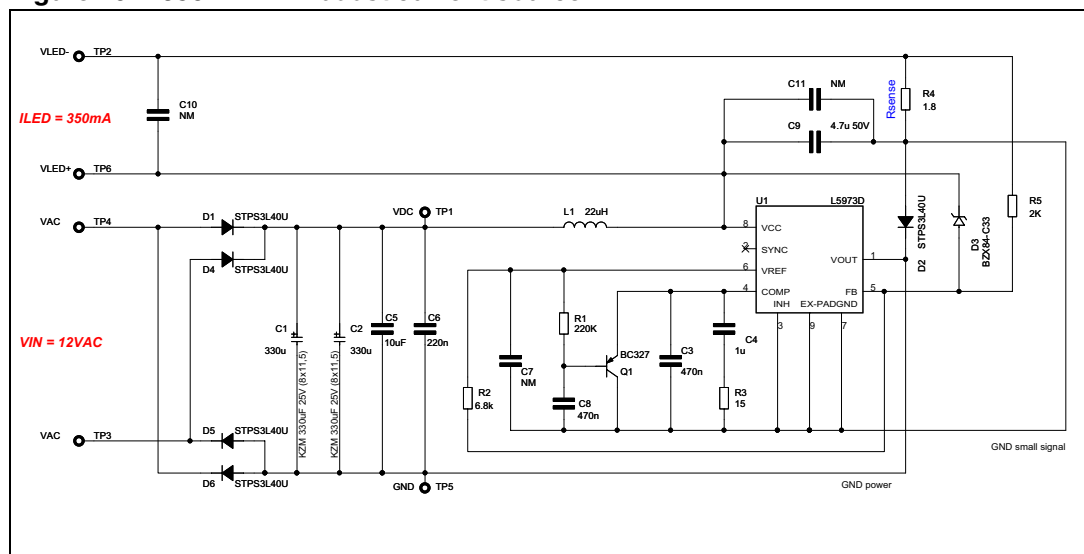 VLED-
TP2
C10
NM
ILED = 350mA
VLED+
TP6
VAC
TP4
D1
STPS3L40U
D4
STPS3L40U
VIN = 12VAC
VAC
TP3
D5
STPS3L40U
D6
STPS3L40U
C1
330u
KZM 330uF 25V (8x11,5)
C2
330u
KZM 330uF 25V (8x11,5)
C5
10uF
C6
220n
VDC
TP1
GND
TP5
L1
22uH
R2
6.8k
C7
NM
R1
220K
C8
470n
BC327
Q1
C3
470n
C4
1u
R3
15
C11
NM
C9
4.7u 50V
U1
L5973D
8
VCC
2
SYNC
6
VREF
4
COMP
INH
EX-PADGND
VOUT
1
FB
5
3
9
7
Rsense
R4
1.8
D2
STPS3L40U
D3
BZX84-C33
R5
2K
GND small signal
GND power